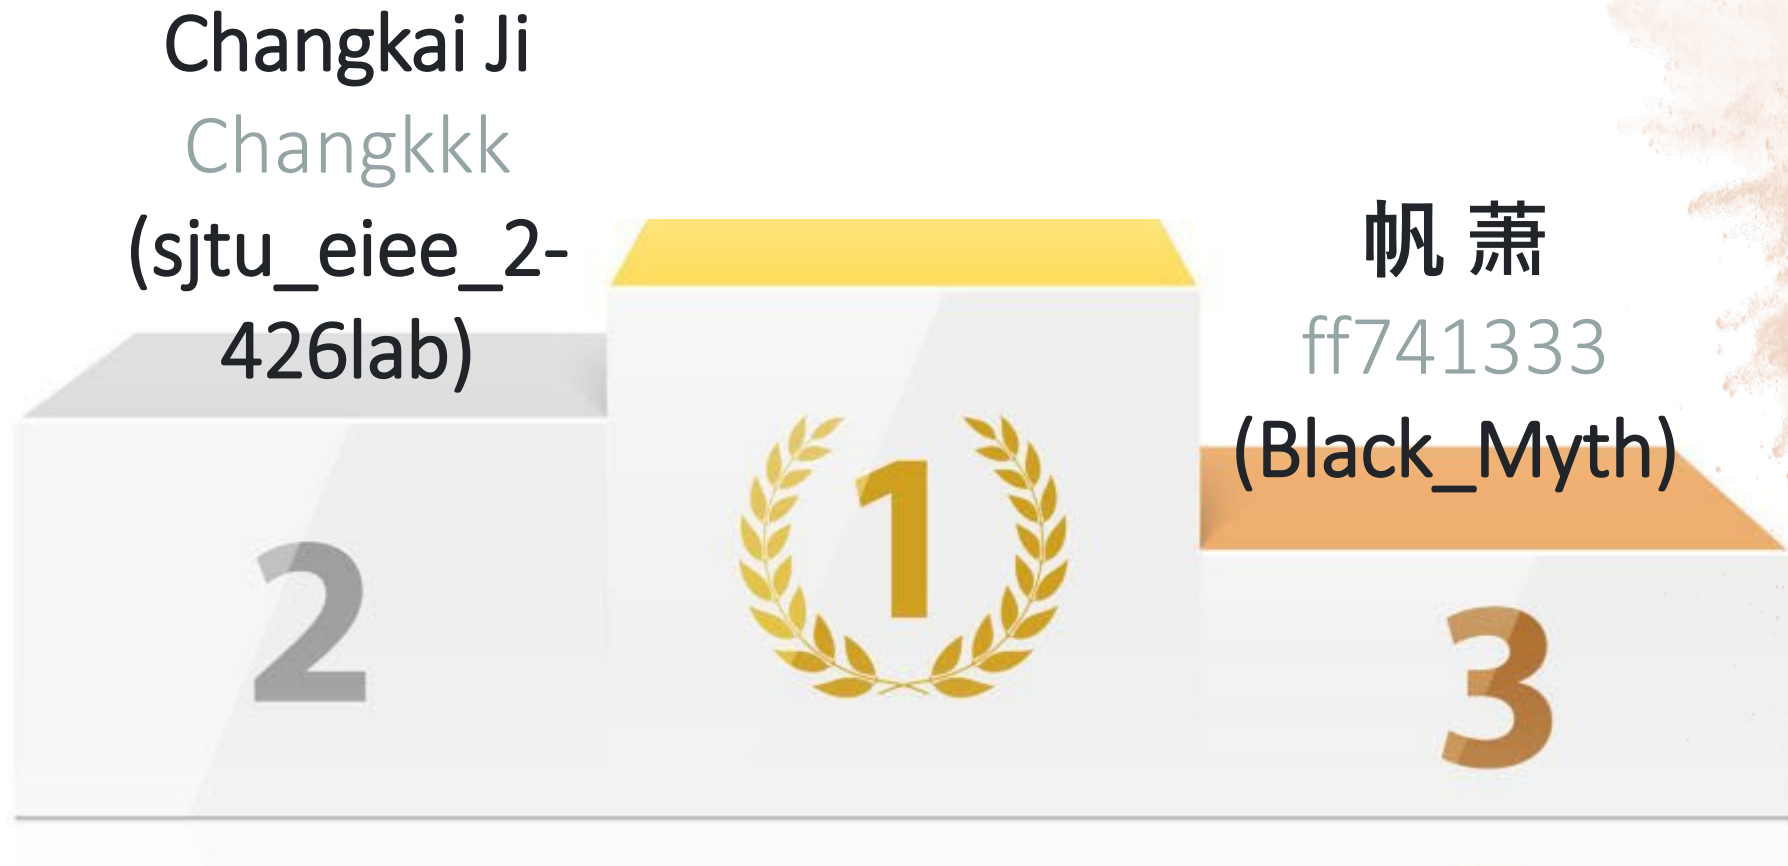 Changkai Ji
Changkkk
(sjtu_eiee_2-
426lab)
2
1
帆 萧
ff741333
(Black_Myth)
3